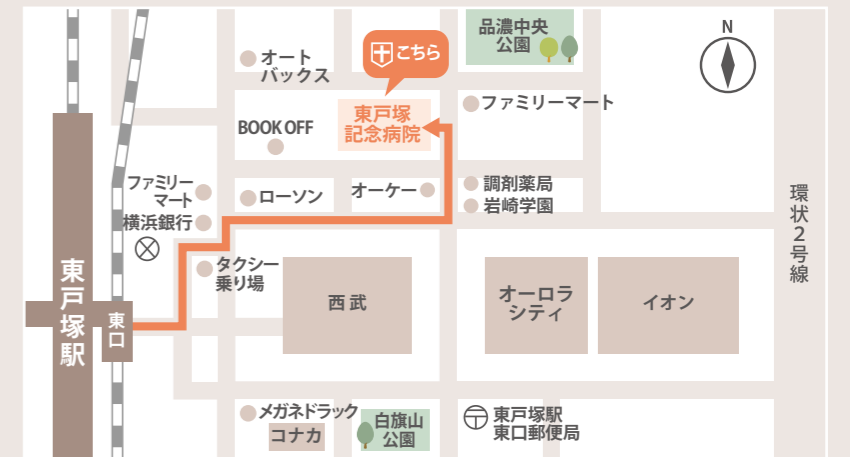 品濃中央
公園
N
オート
バックス
こちら
ファミリーマート
東戸塚
記念病院
BOOK OFF
ファミリー
マート
ローソン
オーケー
調剤薬局
岩崎学園
横浜銀行
環状2号線
タクシー
乗り場
東戸塚駅
東口
西武
オーロラ
シティ
イオン
メガネドラック
コナカ
白旗山
公園
東戸塚駅
東口郵便局